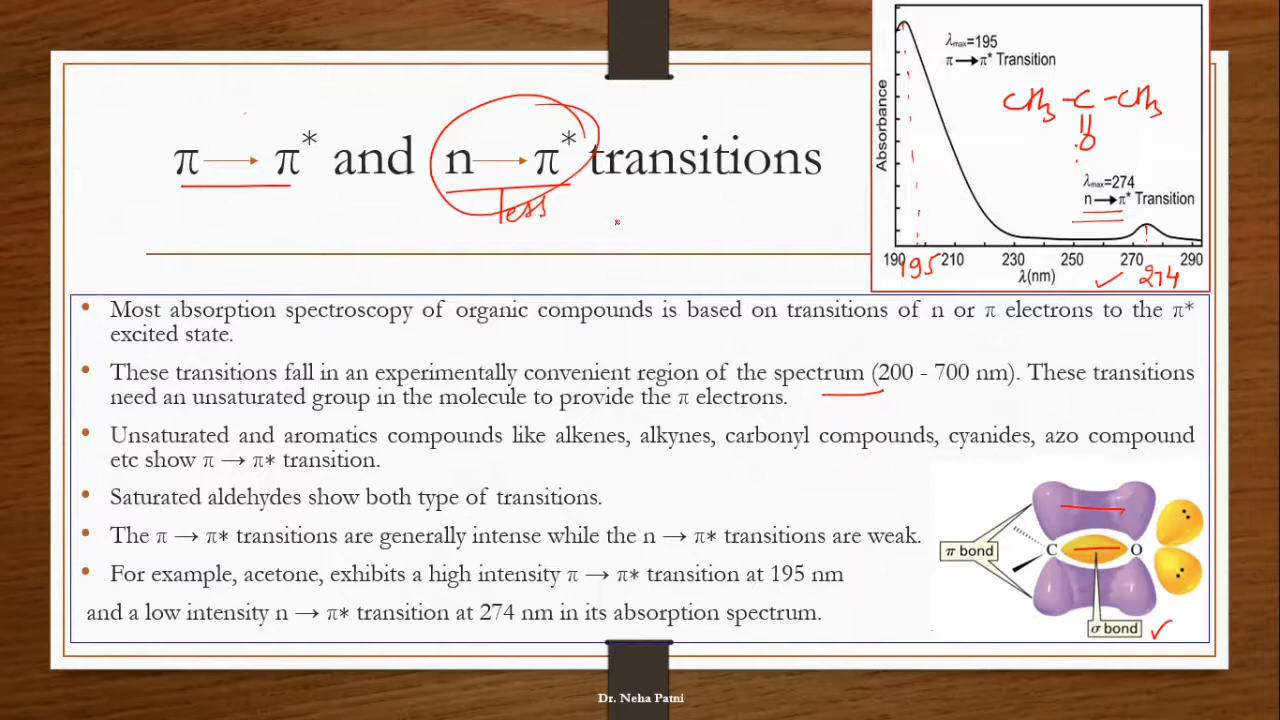 π → π* and n → π* transitions
less
λmax=195
π → π* Transition
CH3 - C - CH3
O
λmax=274
n → π* Transition
Absorbance
190 210 230 250 270 290
195
λ(nm)
274
• Most absorption spectroscopy of organic compounds is based on transitions of n or π electrons to the π*
excited state.
• These transitions fall in an experimentally convenient region of the spectrum (200 - 700 nm). These transitions
need an unsaturated group in the molecule to provide the π electrons.
• Unsaturated and aromatics compounds like alkenes, alkynes, carbonyl compounds, cyanides, azo compound
etc show π → π* transition.
• Saturated aldehydes show both type of transitions.
• The π → π* transitions are generally intense while the n → π* transitions are weak.
• For example, acetone, exhibits a high intensity π → π* transition at 195 nm
and a low intensity n → π* transition at 274 nm in its absorption spectrum.
π bond
C O
σ bond
Dr. Neha Patni